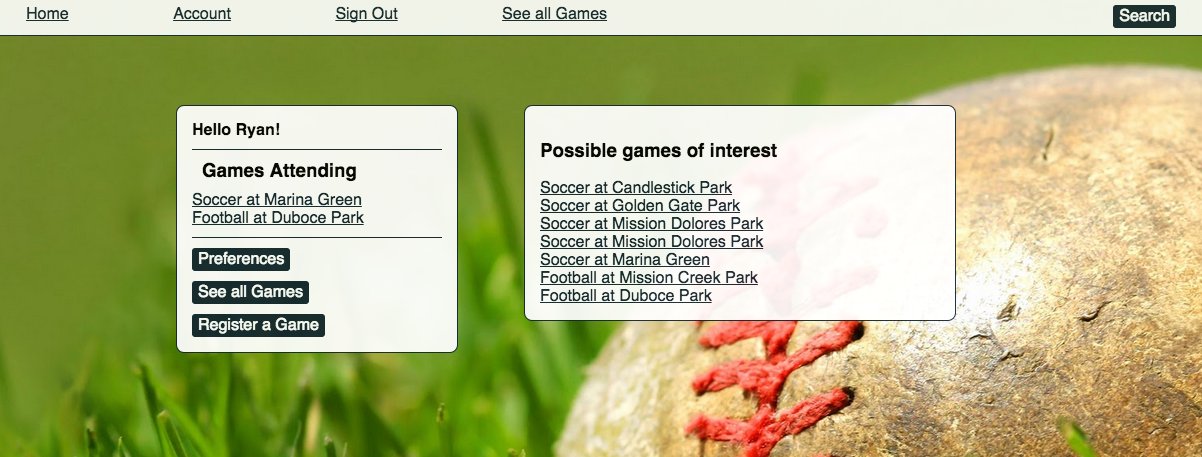 Home Account Sign Out See all Games Search
Hello Ryan!
Games Attending
Soccer at Marina Green
Football at Duboce Park
Preferences
See all Games
Register a Game
Possible games of interest
Soccer at Candlestick Park
Soccer at Golden Gate Park
Soccer at Mission Dolores Park
Soccer at Mission Dolores Park
Soccer at Marina Green
Football at Mission Creek Park
Football at Duboce Park